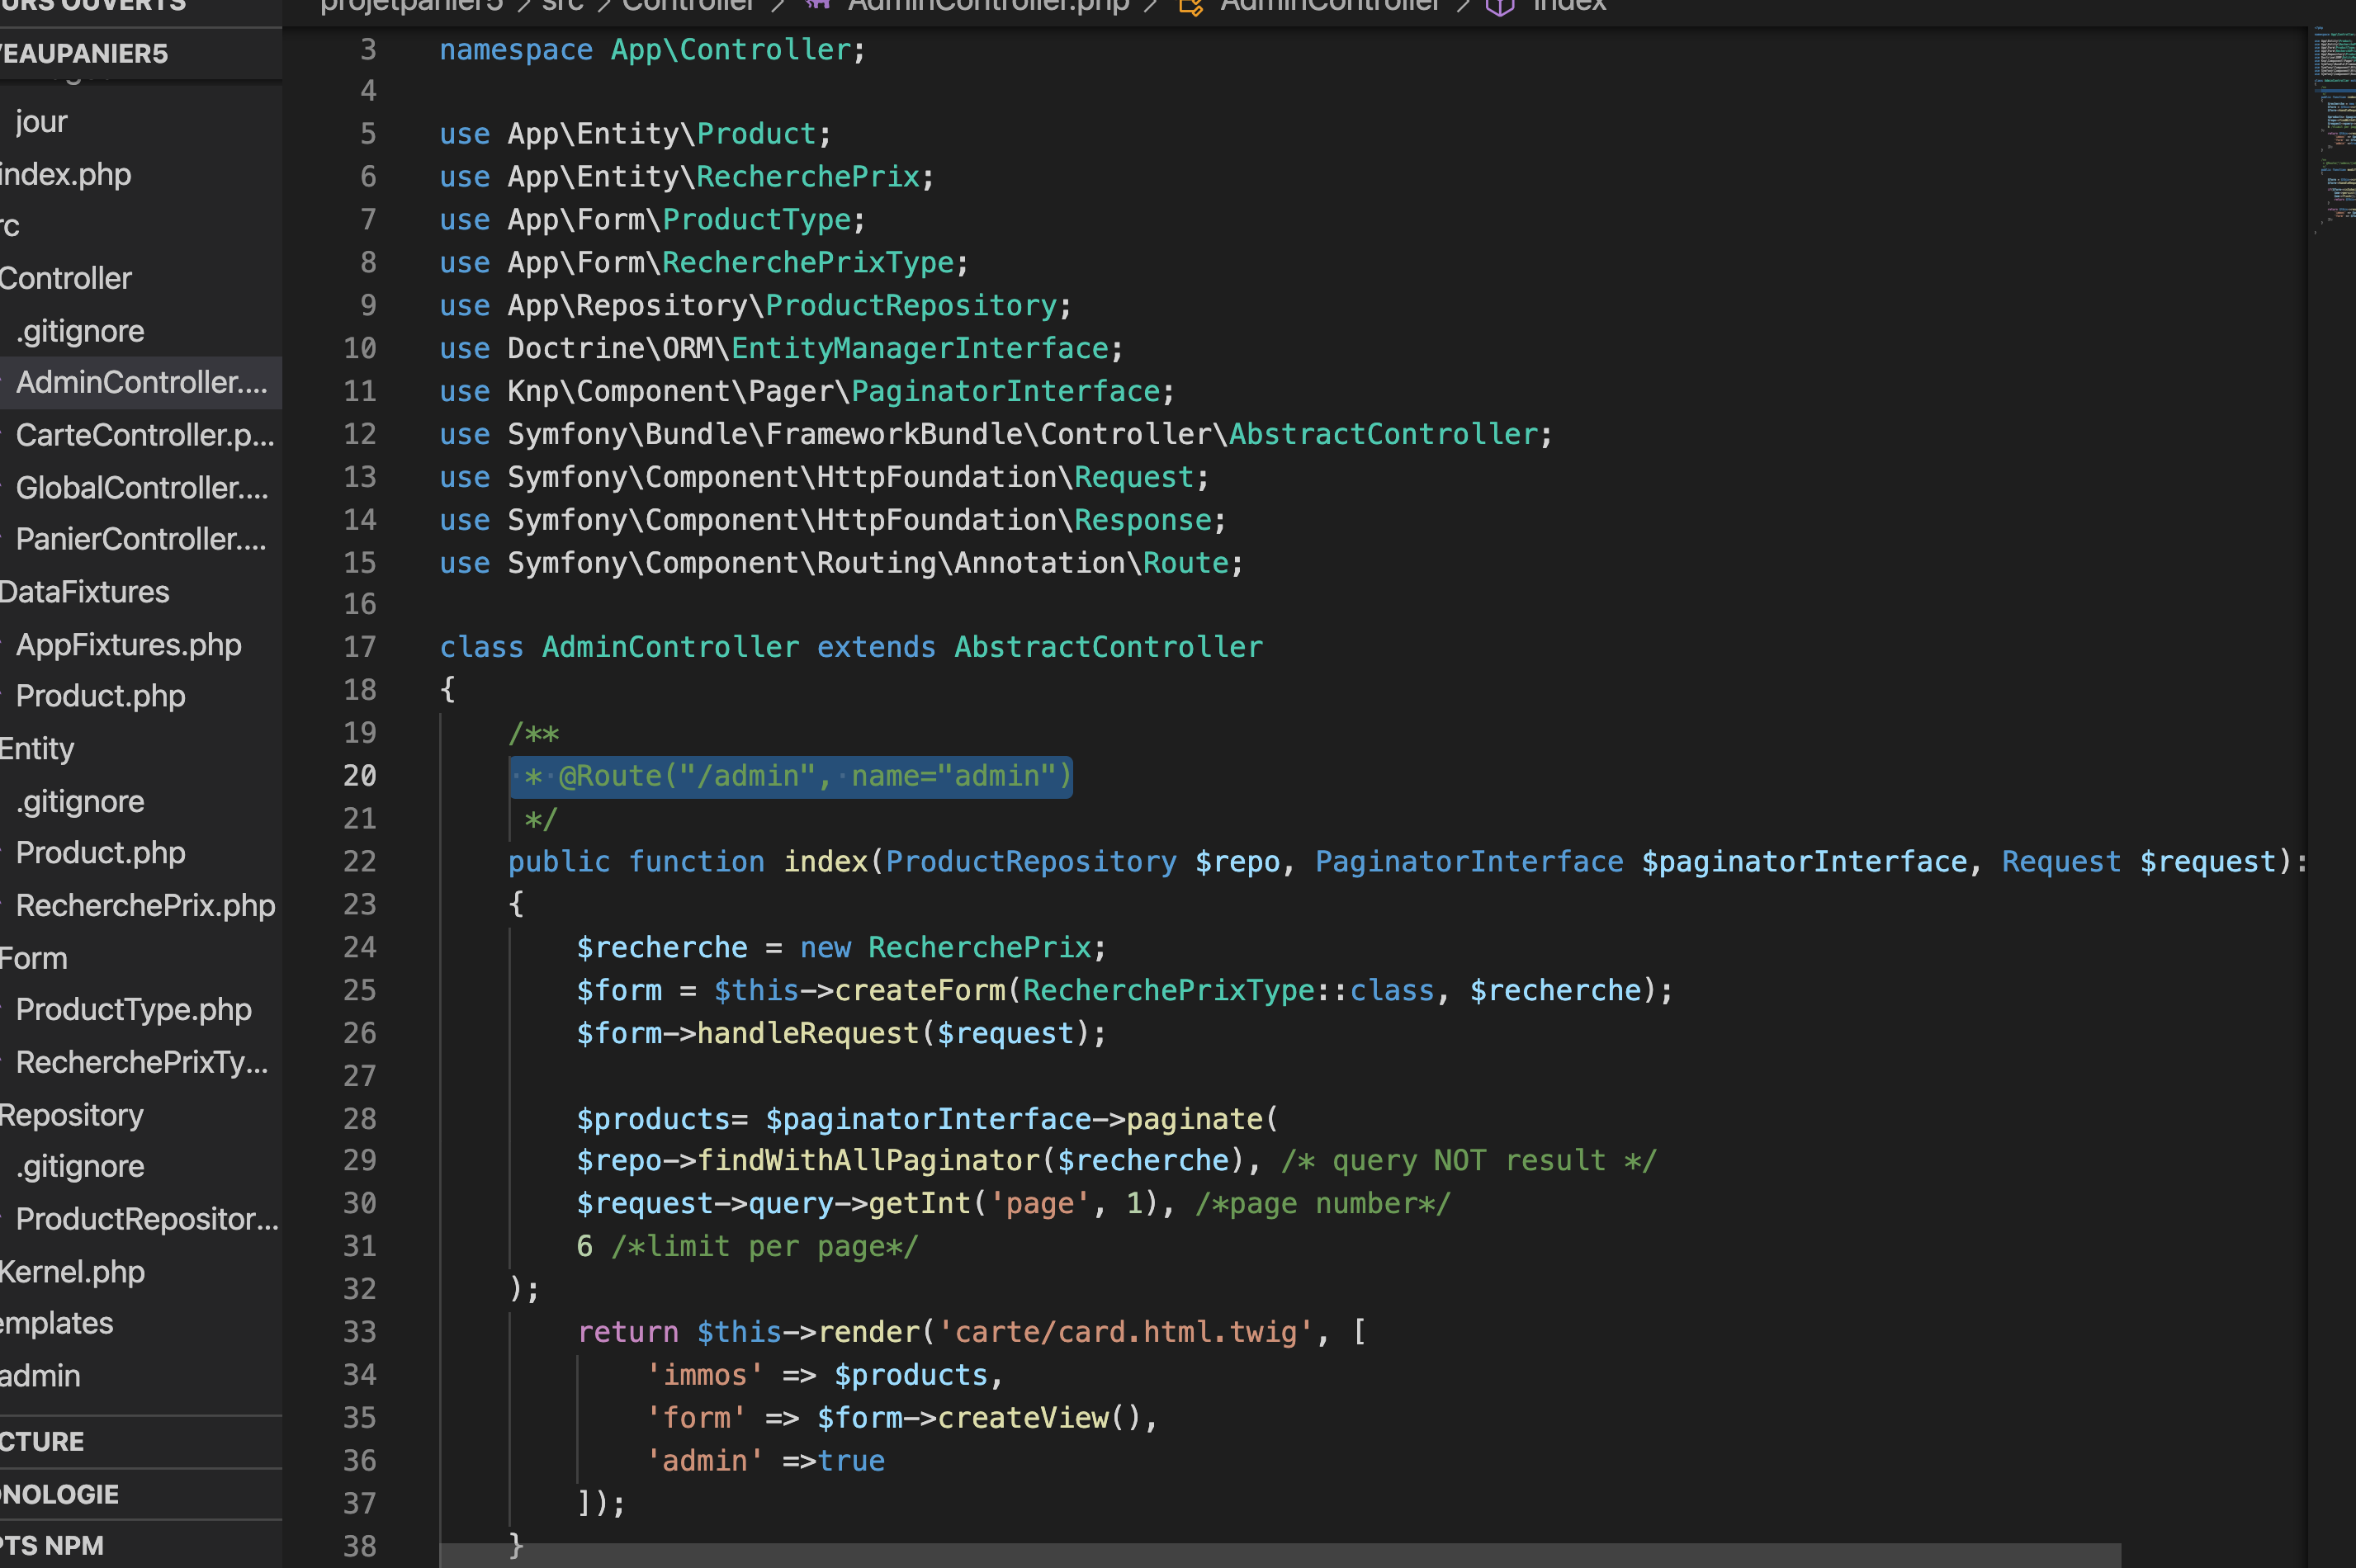 URS OUVERTS
VEAUPANIER5
jour
index.php
rc
Controller
.gitignore
AdminController....
CarteController.p...
GlobalController....
PanierController....
DataFixtures
AppFixtures.php
Product.php
Entity
.gitignore
Product.php
RecherchePrix.php
Form
ProductType.php
RecherchePrixTy...
Repository
.gitignore
ProductRepositor...
Kernel.php
emplates
admin
CTURE
ONOLOGIE
PTS NPM
projetpanier5 > src > Controller > AdminController.php > AdminController > index
3 namespace App\Controller;
4
5 use App\Entity\Product;
6 use App\Entity\RecherchePrix;
7 use App\Form\ProductType;
8 use App\Form\RecherchePrixType;
9 use App\Repository\ProductRepository;
10 use Doctrine\ORM\EntityManagerInterface;
11 use Knp\Component\Pager\PaginatorInterface;
12 use Symfony\Bundle\FrameworkBundle\Controller\AbstractController;
13 use Symfony\Component\HttpFoundation\Request;
14 use Symfony\Component\HttpFoundation\Response;
15 use Symfony\Component\Routing\Annotation\Route;
16
17 class AdminController extends AbstractController
18 {
19 /**
20 * @Route("/admin", name="admin")
21 */
22 public function index(ProductRepository $repo, PaginatorInterface $paginatorInterface, Request $request):
23 {
24 $recherche = new RecherchePrix;
25 $form = $this->createForm(RecherchePrixType::class, $recherche);
26 $form->handleRequest($request);
27
28 $products= $paginatorInterface->paginate(
29 $repo->findWithAllPaginator($recherche), /* query NOT result */
30 $request->query->getInt('page', 1), /*page number*/
31 6 /*limit per page*/
32 );
33 return $this->render('carte/card.html.twig', [
34 'immos' => $products,
35 'form' => $form->createView(),
36 'admin' =>true
37 ]);
38 }